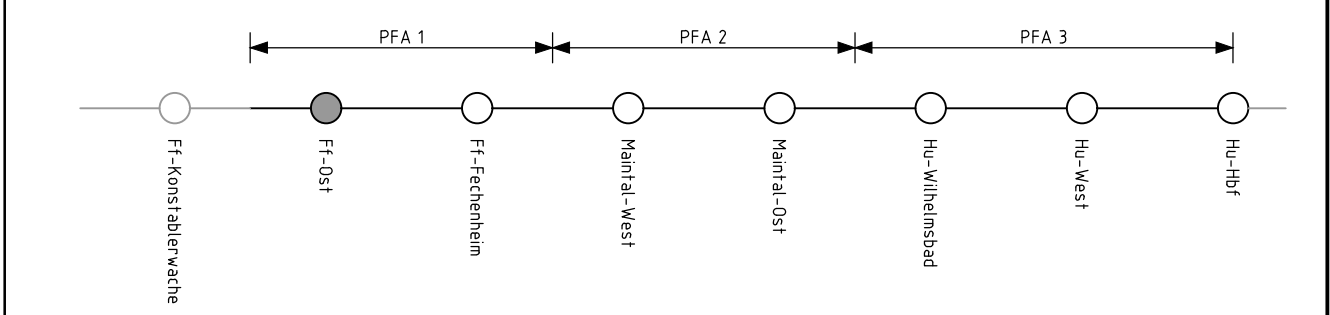 PFA 1
PFA 2
PFA 3
Ff-Konstablerwache
Ff-Ost
Ff-Fechenheim
Maintal-West
Maintal-Ost
Hu-Wilhelmsbad
Hu-West
Hu-Hbf